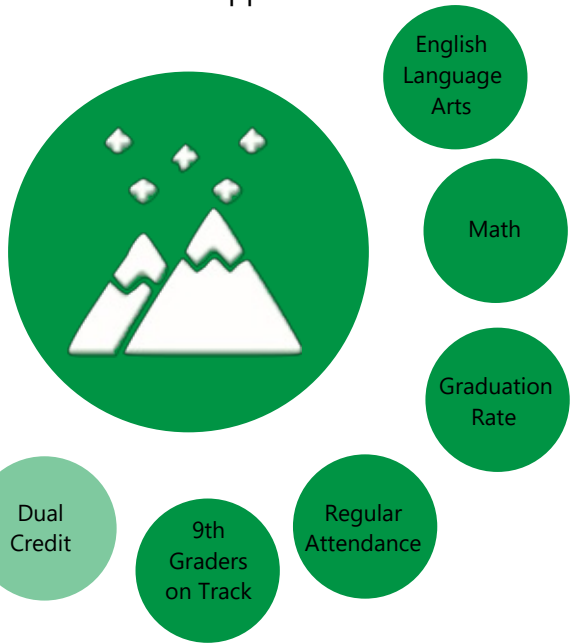 English
Language
Arts
Math
Graduation
Rate
Regular
Attendance
9th
Graders
on Track
Dual
Credit